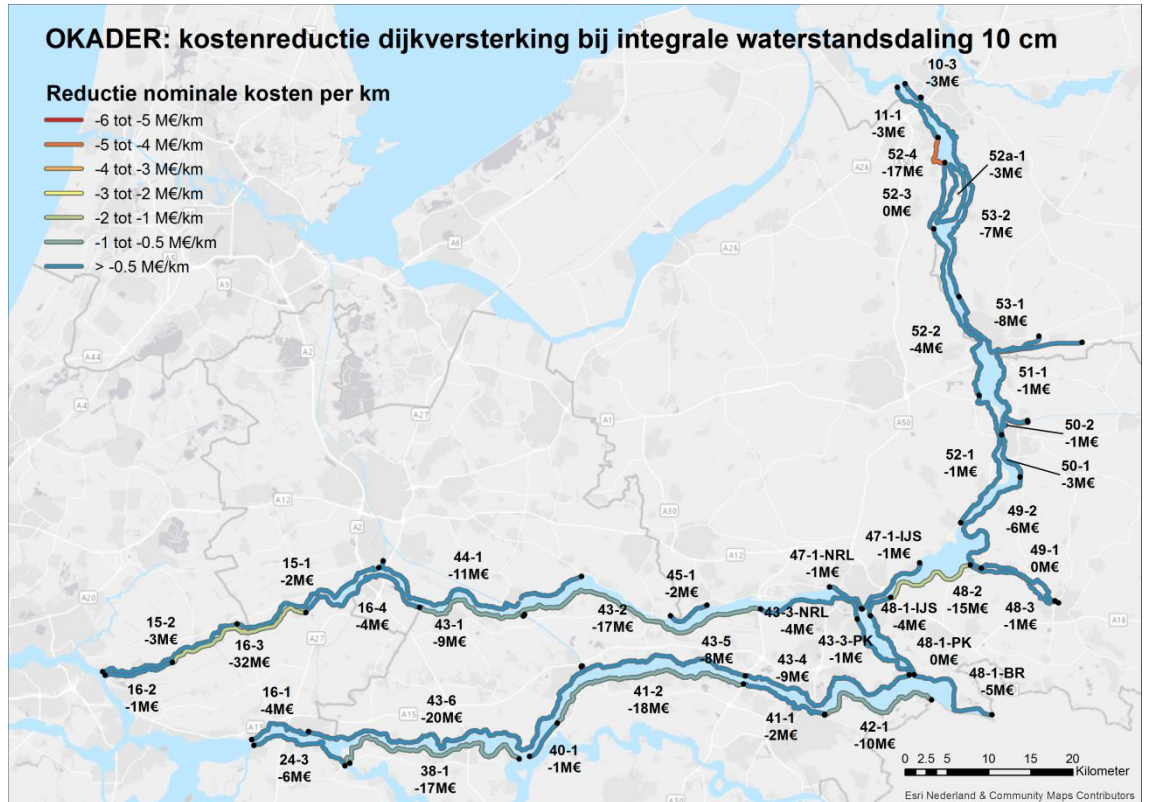 OKADER: kostenreductie dijkversterking bij integrale waterstandsdaling 10 cm
Reductie nominale kosten per km
-6 tot -5 M€/km
-5 tot -4 M€/km
-4 tot -3 M€/km
-3 tot -2 M€/km
-2 tot -1 M€/km
-1 tot -0.5 M€/km
> -0.5 M€/km
10-3
-3M€
11-1
-3M€
52-4
-17M€
52a-1
-3M€
52-3
0M€
53-2
-7M€
53-1
-8M€
52-2
-4M€
51-1
-1M€
50-2
-1M€
52-1
-1M€
50-1
-3M€
49-2
-6M€
47-1-IJS
-1M€
49-1
0M€
47-1-NRL
-1M€
48-2
-15M€
48-3
-1M€
48-1-IJS
-4M€
43-3-NRL
-4M€
43-3-PK
-1M€
48-1-PK
0M€
48-1-BR
-5M€
15-1
-2M€
44-1
-11M€
45-1
-2M€
16-4
-4M€
43-1
-9M€
43-2
-17M€
15-2
-3M€
16-3
-32M€
43-5
-8M€
43-4
-9M€
16-2
-1M€
16-1
-4M€
43-6
-20M€
41-2
-18M€
41-1
-2M€
42-1
-10M€
24-3
-6M€
38-1
-17M€
40-1
-1M€
A6
A26
A5
A44
A4
A2
A27
A1
A50
A12
A2
A30
A12
A20
A27
A15
A15
A26
A18
A50
0 2.5 5 10 15 20
Kilometer
Esri Nederland & Community Maps Contributors